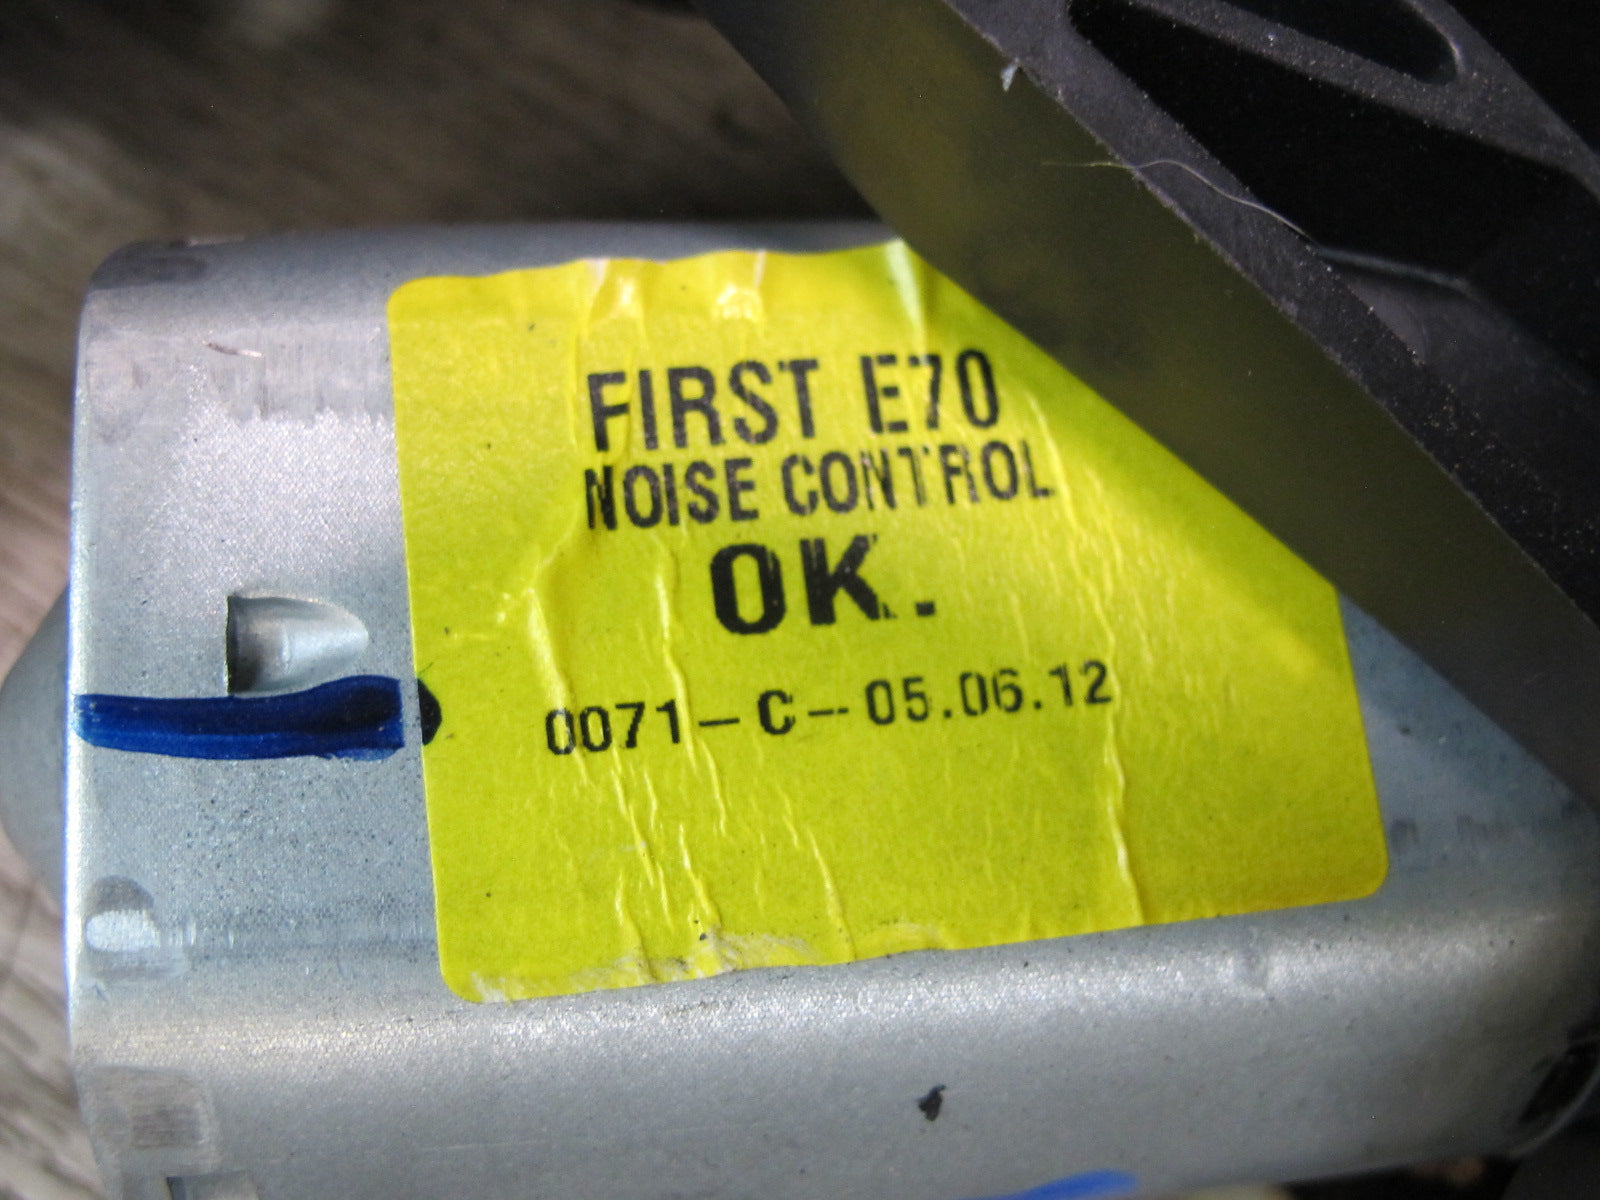 FIRST E70
NOISE CONTROL
OK.
0071-C-05.06.12